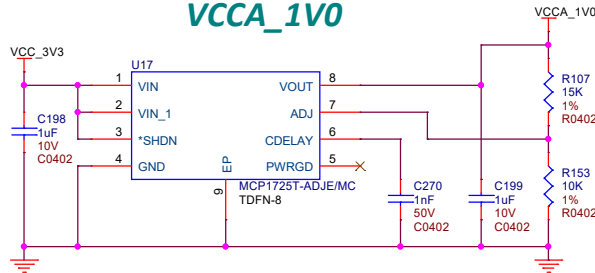 VCCA_1V0
VCCA_1V0
VCC_3V3
U17
1 VIN VOUT 8
2 VIN_1 ADJ 7
3 *SHDN CDELAY 6
4 GND PWRGD 5
EP
9
MCP1725T-ADJE/MC
TDFN-8
C198
1uF
10V
C0402
C270
1nF
50V
C0402
C199
1uF
10V
C0402
R107
15K
1%
R0402
R153
10K
1%
R0402